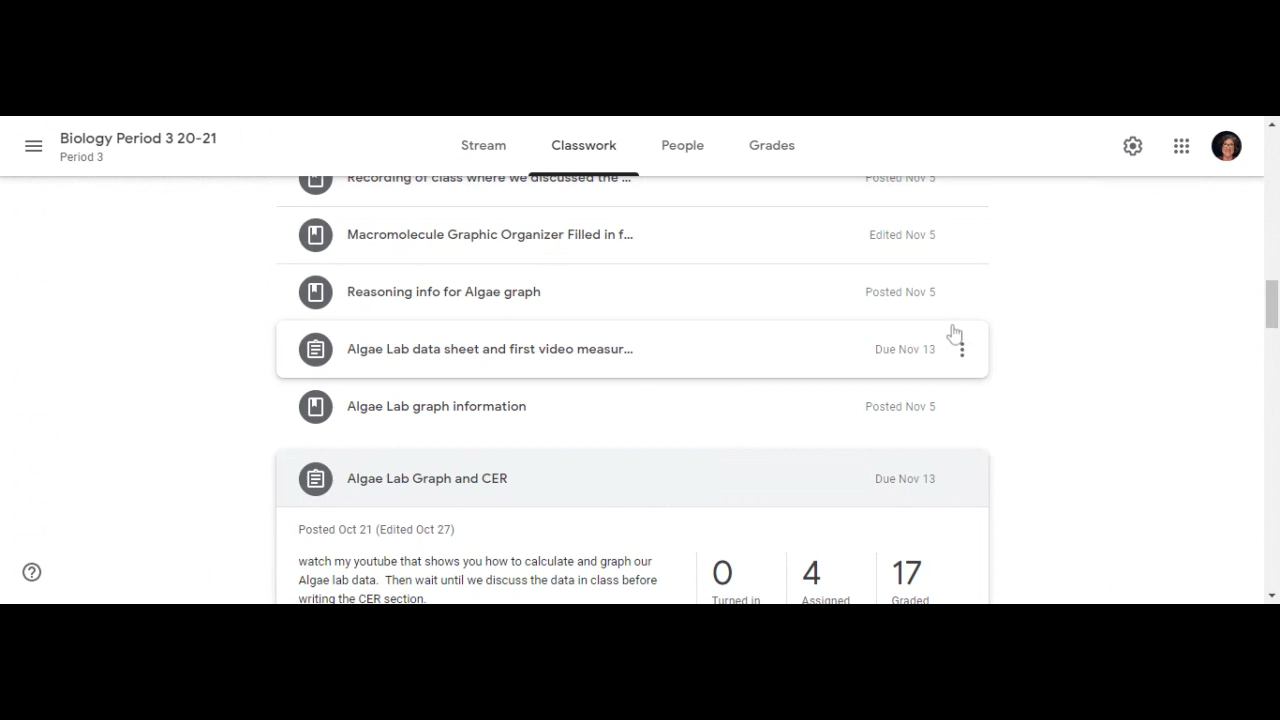 Biology Period 3 20-21
Period 3
Stream
Classwork
People
Grades
Recording of class where we discussed the ...
Posted Nov 5
Macromolecule Graphic Organizer Filled in f...
Edited Nov 5
Reasoning info for Algae graph
Posted Nov 5
Algae Lab data sheet and first video measur...
Due Nov 13
Algae Lab graph information
Posted Nov 5
Algae Lab Graph and CER
Due Nov 13
Posted Oct 21 (Edited Oct 27)
watch my youtube that shows you how to calculate and graph our
Algae lab data. Then wait until we discuss the data in class before
writing the CER section.
0
Turned in
4
Assigned
17
Graded